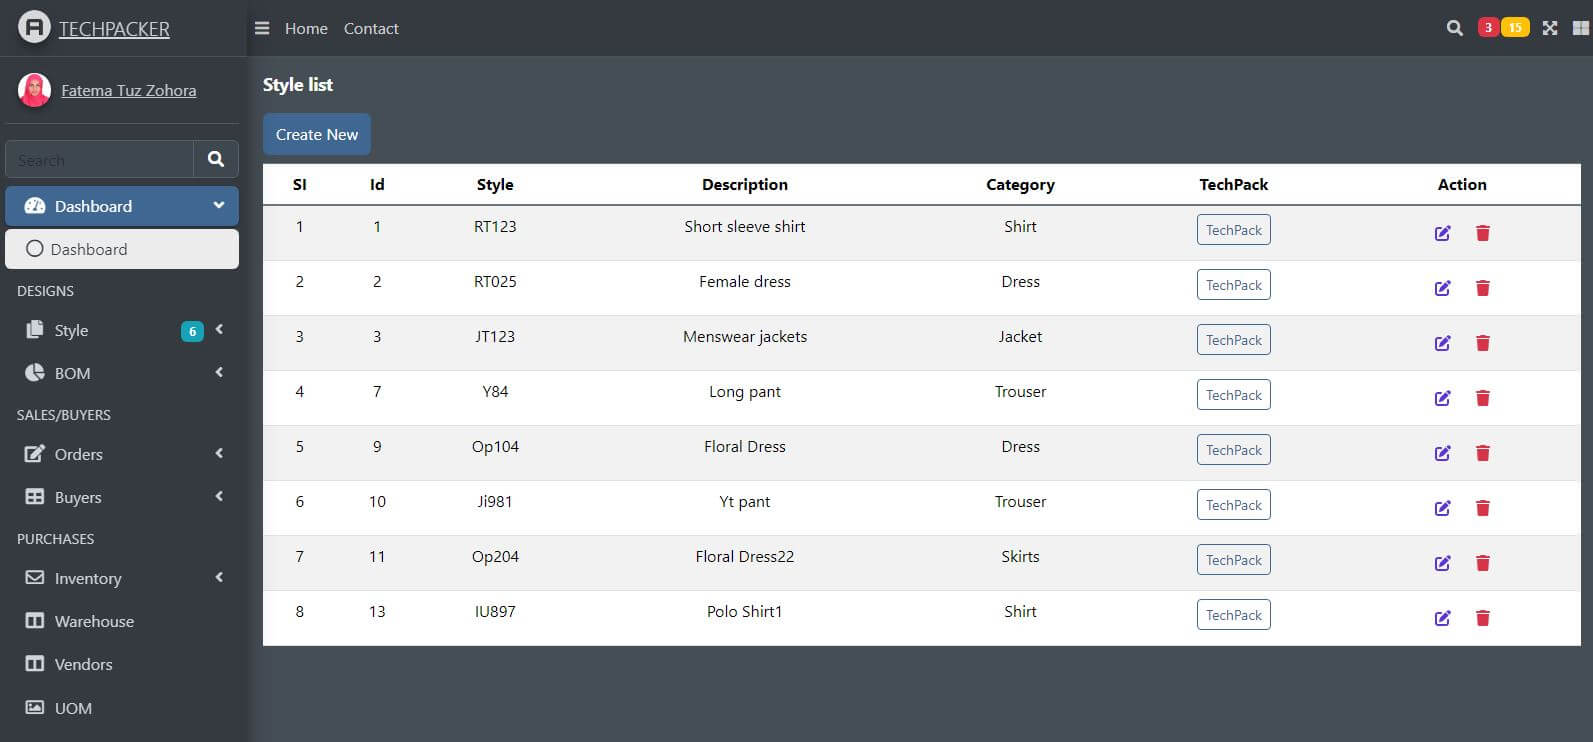 TECHPACKER
Home Contact
3 15
Fatema Tuz Zohora
Search
Dashboard
Dashboard
DESIGNS
Style 6
BOM
SALES/BUYERS
Orders
Buyers
PURCHASES
Inventory
Warehouse
Vendors
UOM
Style list
Create New
Sl Id Style Description Category TechPack Action
1 1 RT123 Short sleeve shirt Shirt TechPack
2 2 RT025 Female dress Dress TechPack
3 3 JT123 Menswear jackets Jacket TechPack
4 7 Y84 Long pant Trouser TechPack
5 9 Op104 Floral Dress Dress TechPack
6 10 Ji981 Yt pant Trouser TechPack
7 11 Op204 Floral Dress22 Skirts TechPack
8 13 IU897 Polo Shirt1 Shirt TechPack